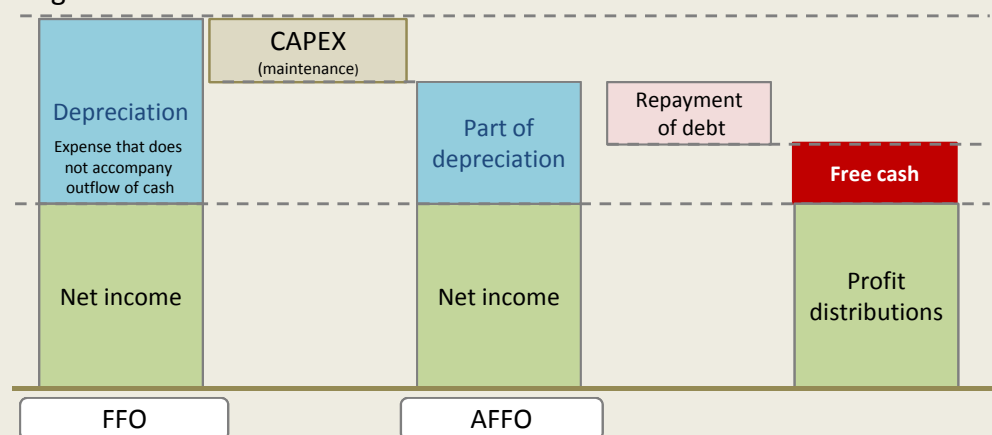 CAPEX
(maintenance)
Depreciation
Expense that does
not accompany
outflow of cash
Part of
depreciation
Repayment
of debt
Free cash
Net income
Net income
Profit
distributions
FFO
AFFO